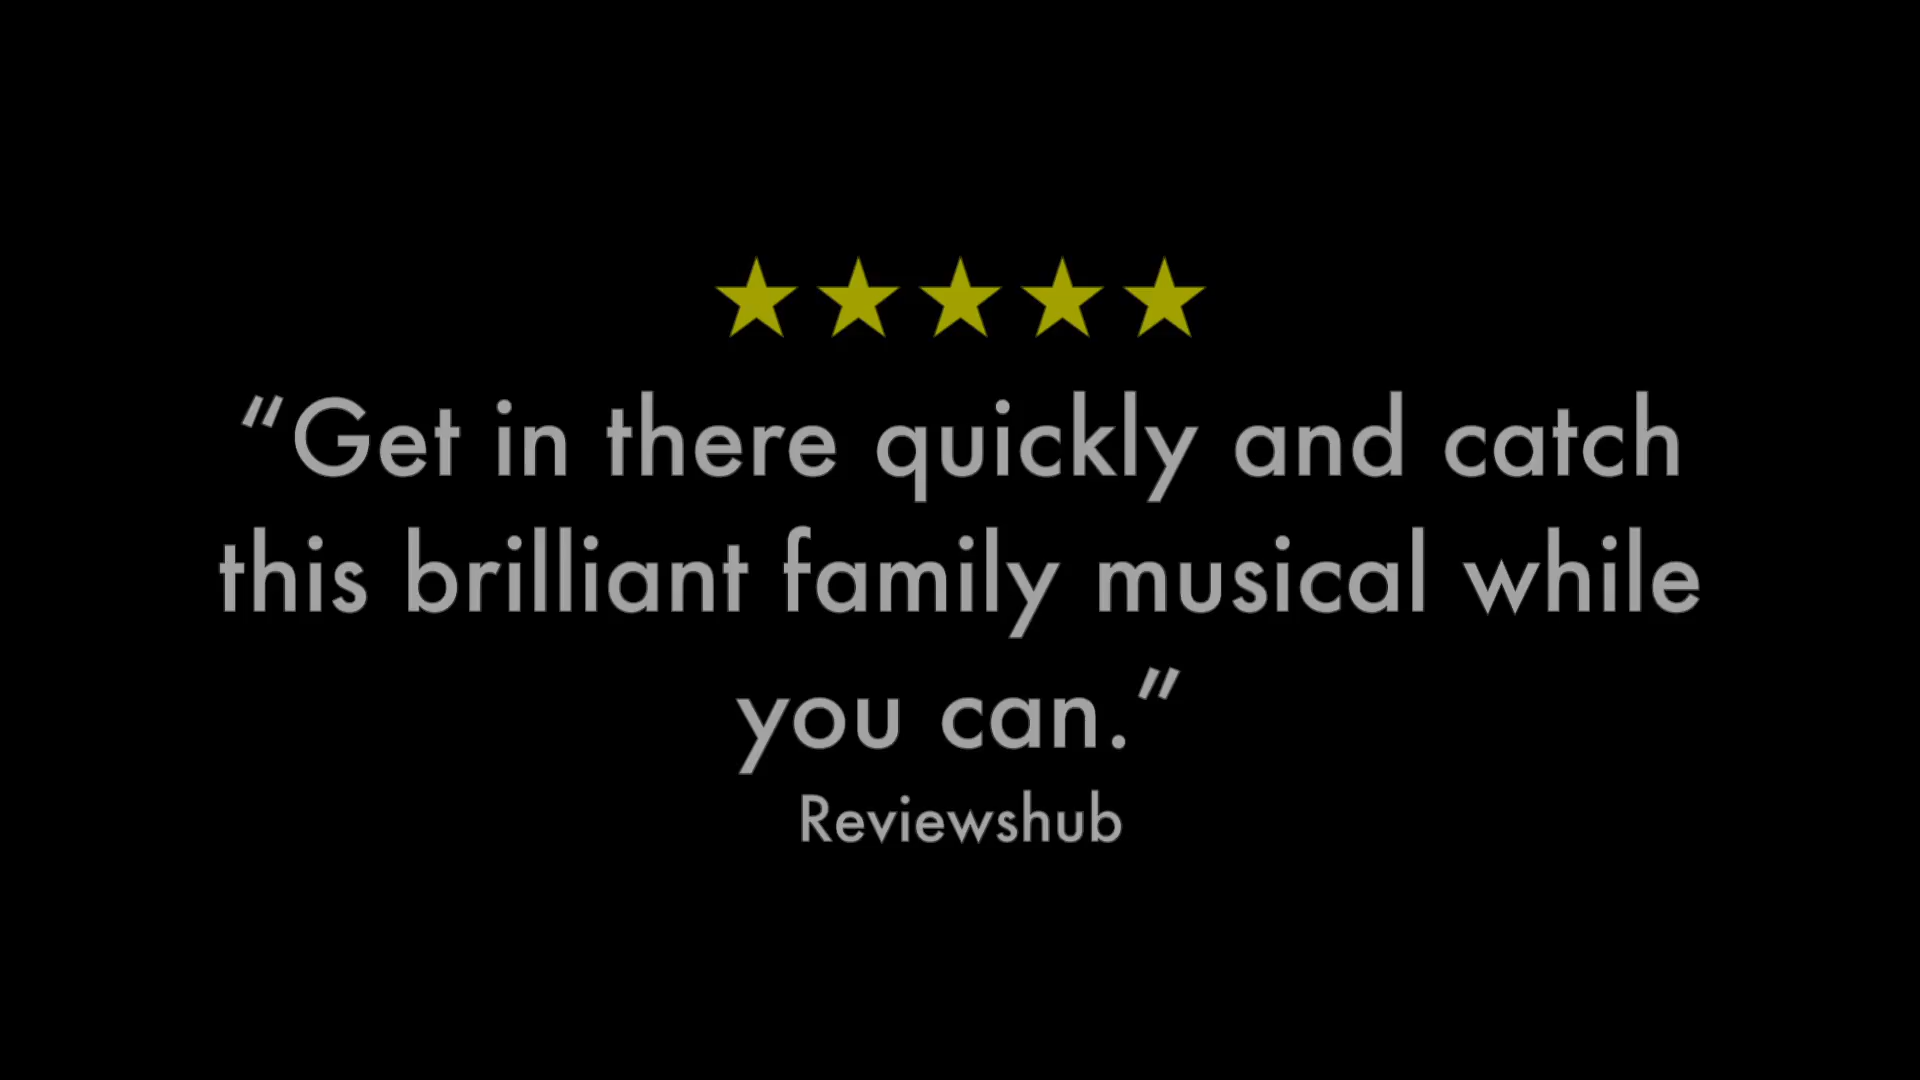 ★★★★★
“Get in there quickly and catch
this brilliant family musical while
you can.”
Reviewshub